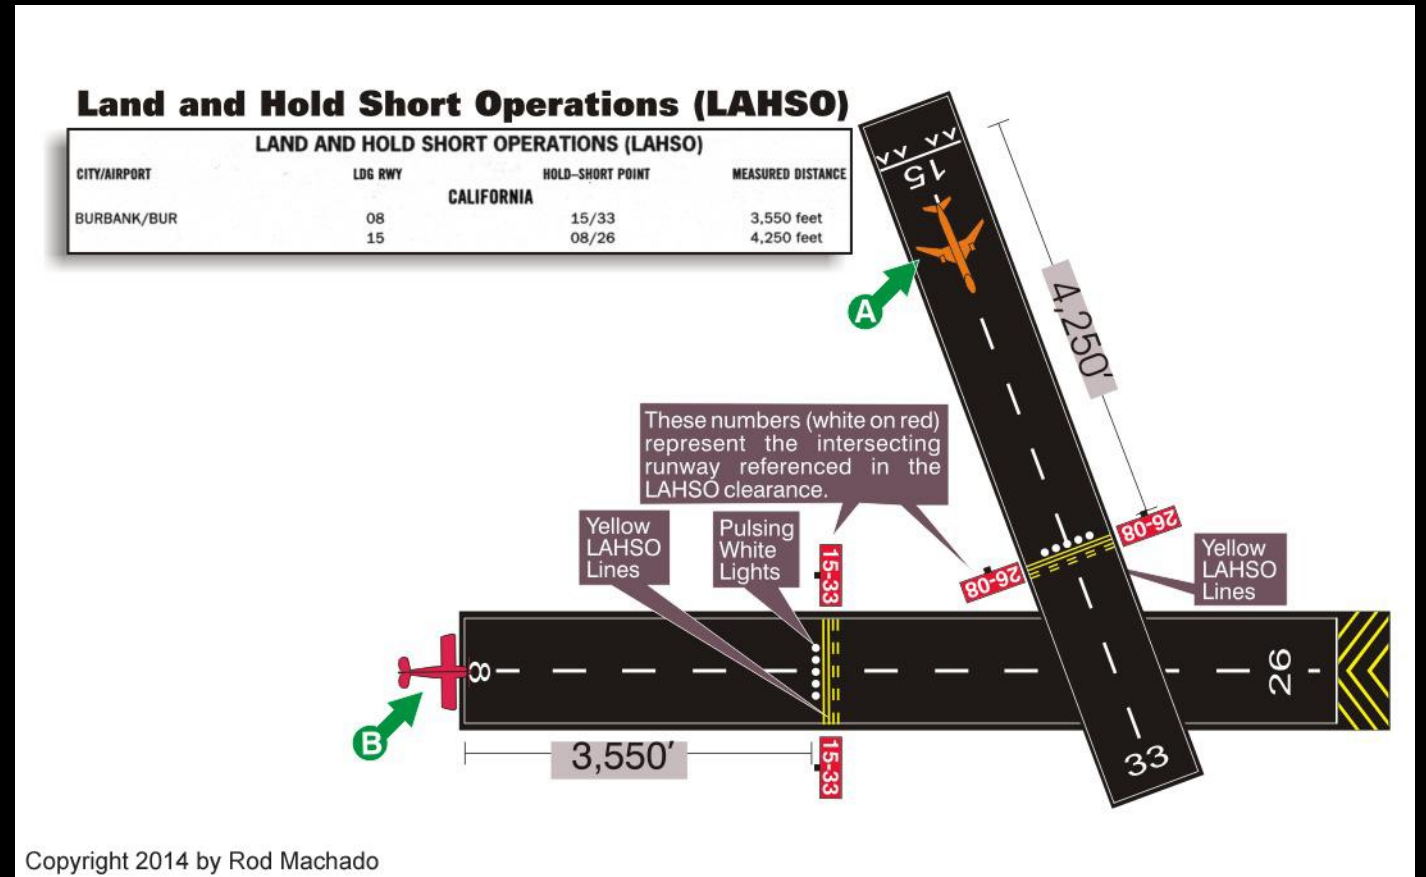 Land and Hold Short Operations (LAHSO)
LAND AND HOLD SHORT OPERATIONS (LAHSO)
CITY/AIRPORT LDG RWY HOLD–SHORT POINT MEASURED DISTANCE
CALIFORNIA
BURBANK/BUR 08 15/33 3,550 feet
15 08/26 4,250 feet
15
A
4,250′
These numbers (white on red)
represent the intersecting
runway referenced in the
LAHSO clearance.
Yellow
LAHSO
Lines
Pulsing
White
Lights
15-33
26-08
26-08
Yellow
LAHSO
Lines
8
26
B
3,550′
15-33
33
Copyright 2014 by Rod Machado